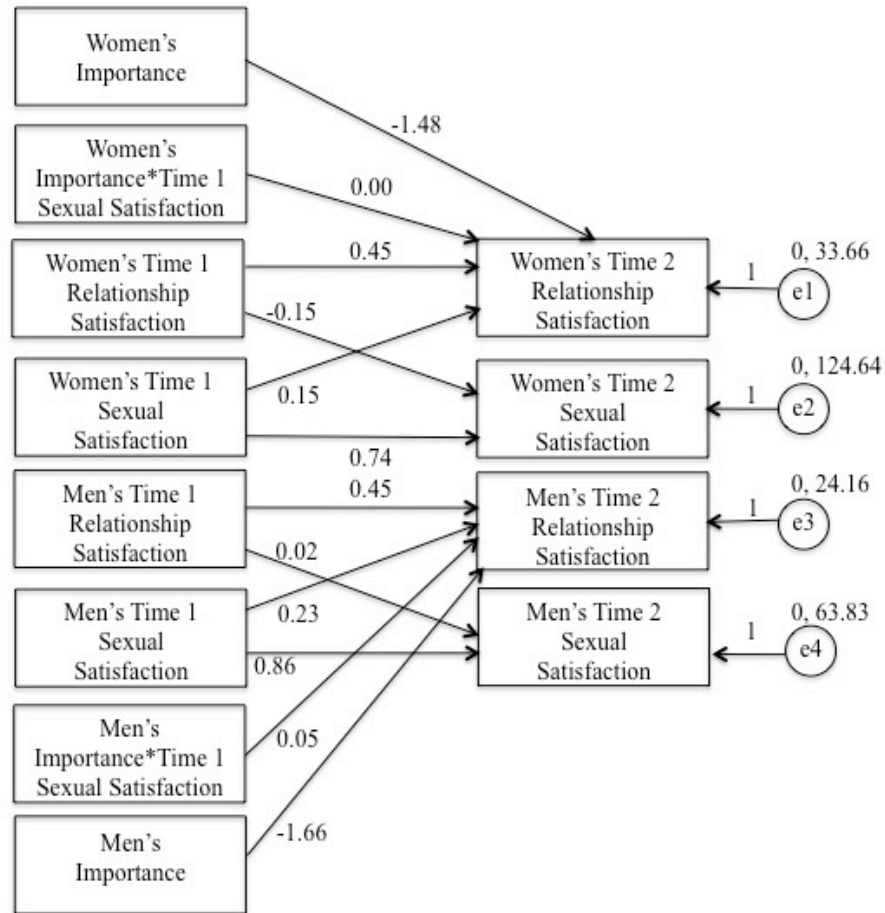 Women’s
Importance
-1.48
Women’s
Importance*Time 1
Sexual Satisfaction
0.00
Women’s Time 1
Relationship
Satisfaction
0.45
-0.15
Women’s Time 2
Relationship
Satisfaction
1
0, 33.66
e1
Women’s Time 1
Sexual
Satisfaction
0.15
0.74
Women’s Time 2
Sexual
Satisfaction
1
0, 124.64
e2
Men’s Time 1
Relationship
Satisfaction
0.45
0.02
Men’s Time 2
Relationship
Satisfaction
1
0, 24.16
e3
Men’s Time 1
Sexual
Satisfaction
0.23
0.86
Men’s Time 2
Sexual
Satisfaction
1
0, 63.83
e4
Men’s
Importance*Time 1
Sexual Satisfaction
0.05
Men’s
Importance
-1.66